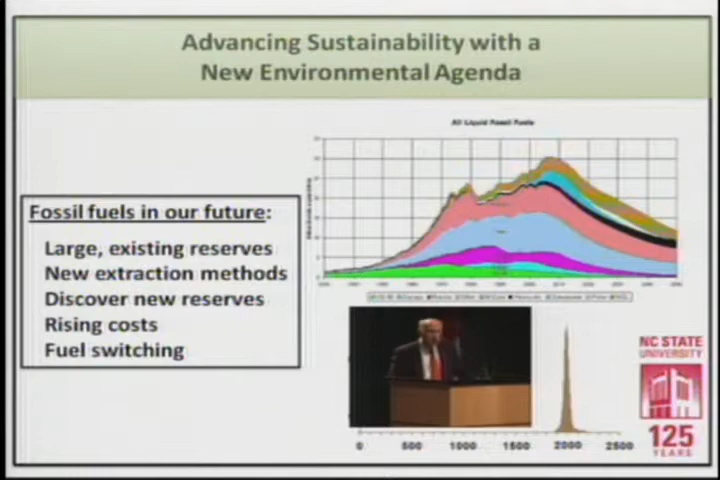 Advancing Sustainability with a
New Environmental Agenda
All Liquid Fossil Fuels
Fossil fuels in our future:
Large, existing reserves
New extraction methods
Discover new reserves
Rising costs
Fuel switching
NC STATE
UNIVERSITY
125
YEARS
0 500 1000 1500 2000 2500